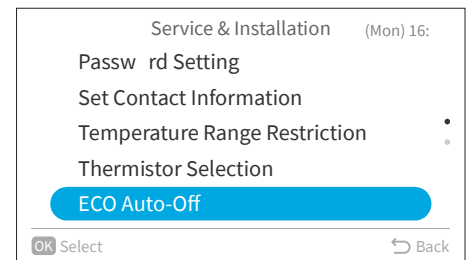 Service & Installation (Mon) 16:
Passw rd Setting
Set Contact Information
Temperature Range Restriction
Thermistor Selection
ECO Auto-Off
OK Select Back